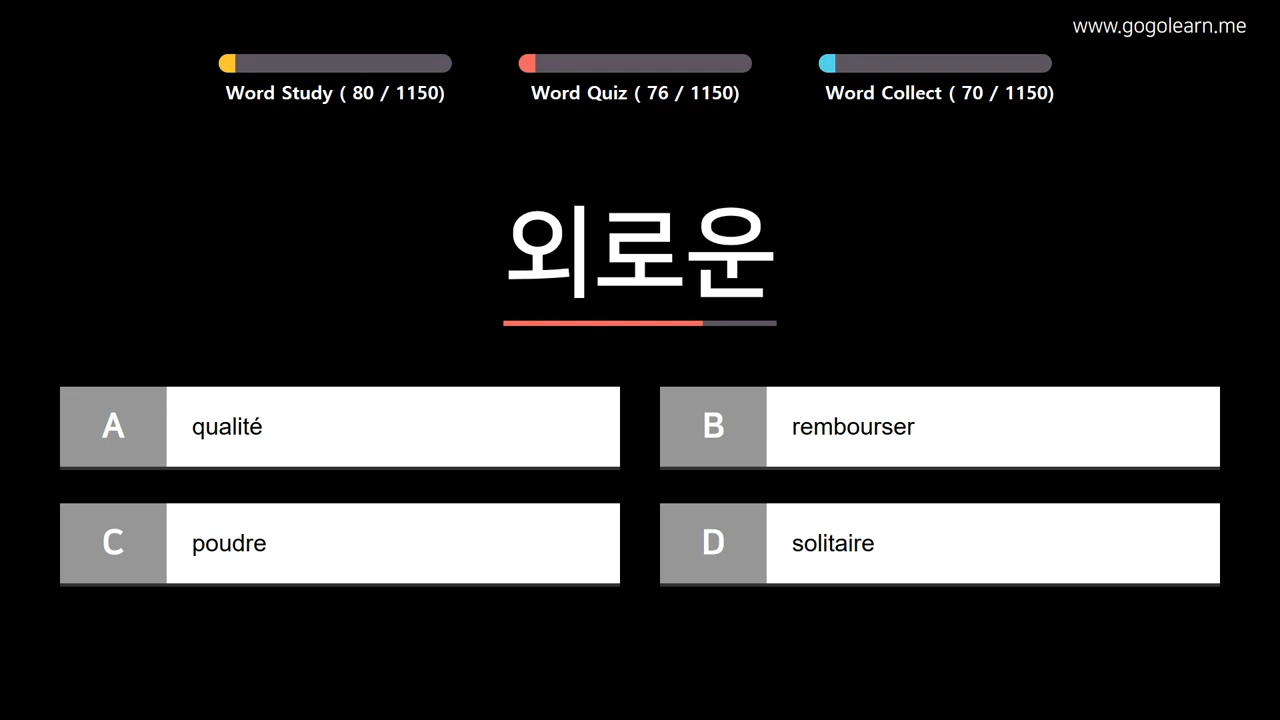 www.gogolearn.me
Word Study ( 80 / 1150)
Word Quiz ( 76 / 1150)
Word Collect ( 70 / 1150)
외로운
A qualité
B rembourser
C poudre
D solitaire